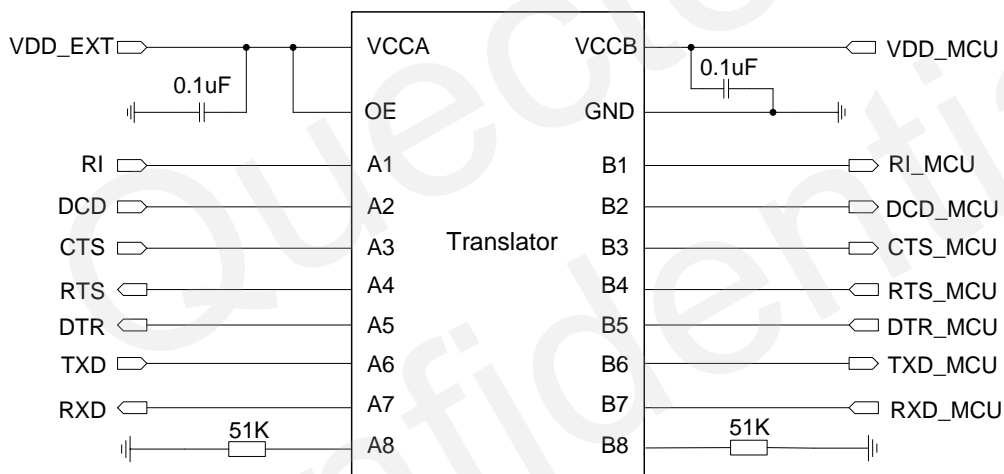 VDD_EXT VCCA VCCB VDD_MCU
0.1uF 0.1uF
OE GND
RI A1 B1 RI_MCU
DCD A2 B2 DCD_MCU
CTS A3 Translator B3 CTS_MCU
RTS A4 B4 RTS_MCU
DTR A5 B5 DTR_MCU
TXD A6 B6 TXD_MCU
RXD A7 B7 RXD_MCU
51K A8 B8 51K